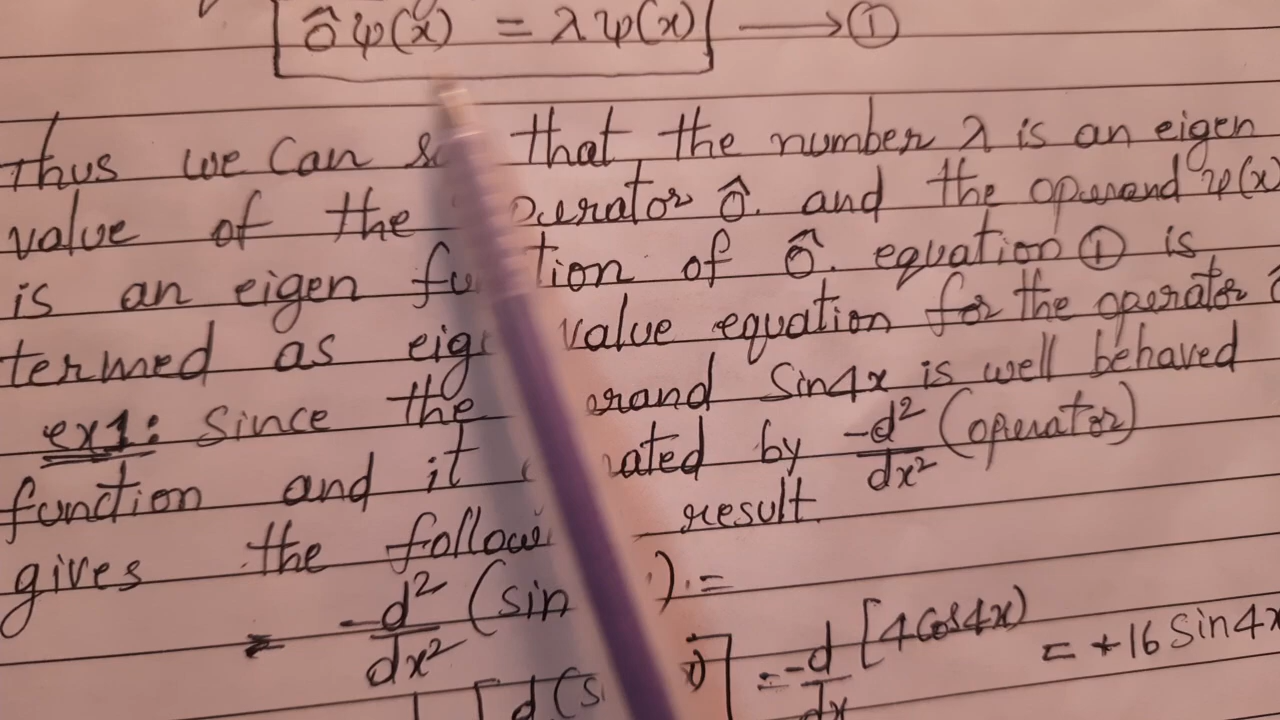 ô ψ(x) = λ ψ(x) → ①
Thus we Can that the number λ is an eigen
value of the ô. and the operand ψ(x)
is an eigen of ô. equation ① is
termed as value equation for the operator
ex1: Since the Sin4x is well behaved
function and it by -d²/dx² (operator)
gives the result.
= -d²/dx² (sin ) =
= -d/dx [4Cos4x) = +16 Sin4x